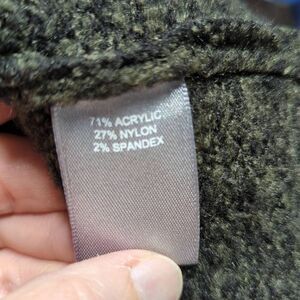 71% ACRYLIC
27% NYLON
2% SPANDEX